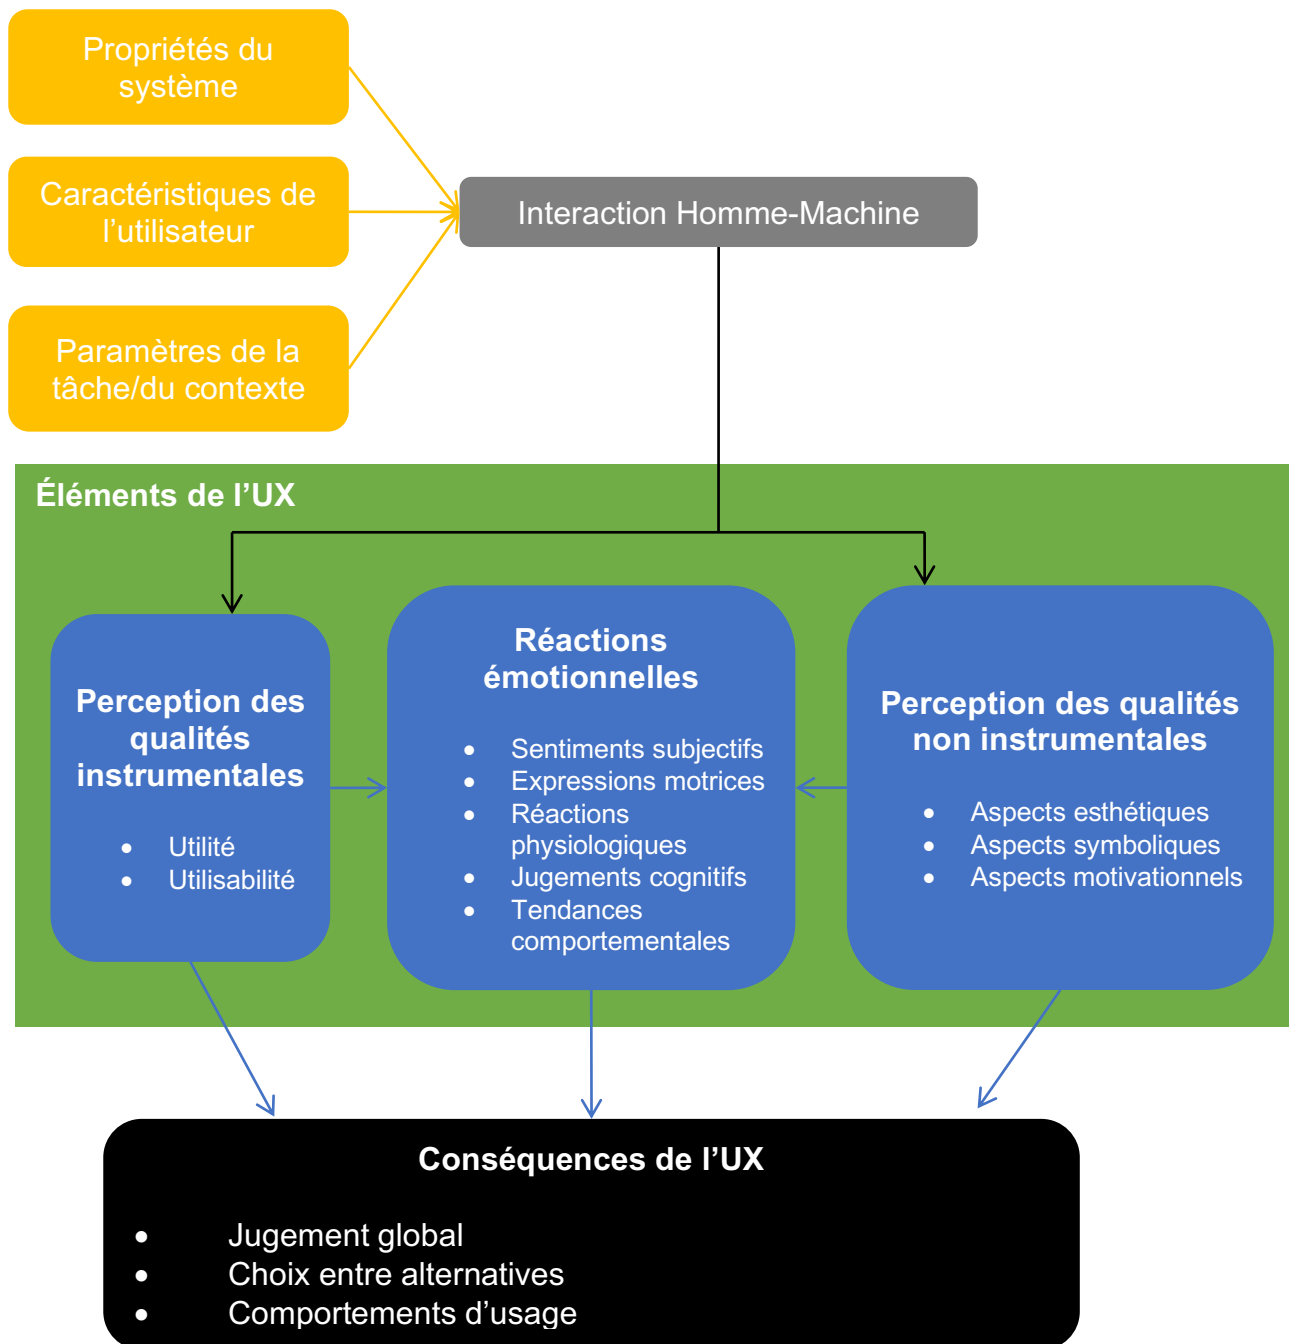 Propriétés du
système
Caractéristiques de
l’utilisateur
Interaction Homme-Machine
Paramètres de la
tâche/du contexte
Éléments de l’UX
Perception des
qualités
instrumentales
• Utilité
• Utilisabilité
Réactions
émotionnelles
• Sentiments subjectifs
• Expressions motrices
• Réactions
physiologiques
• Jugements cognitifs
• Tendances
comportementales
Perception des qualités
non instrumentales
• Aspects esthétiques
• Aspects symboliques
• Aspects motivationnels
Conséquences de l’UX
• Jugement global
• Choix entre alternatives
• Comportements d’usage